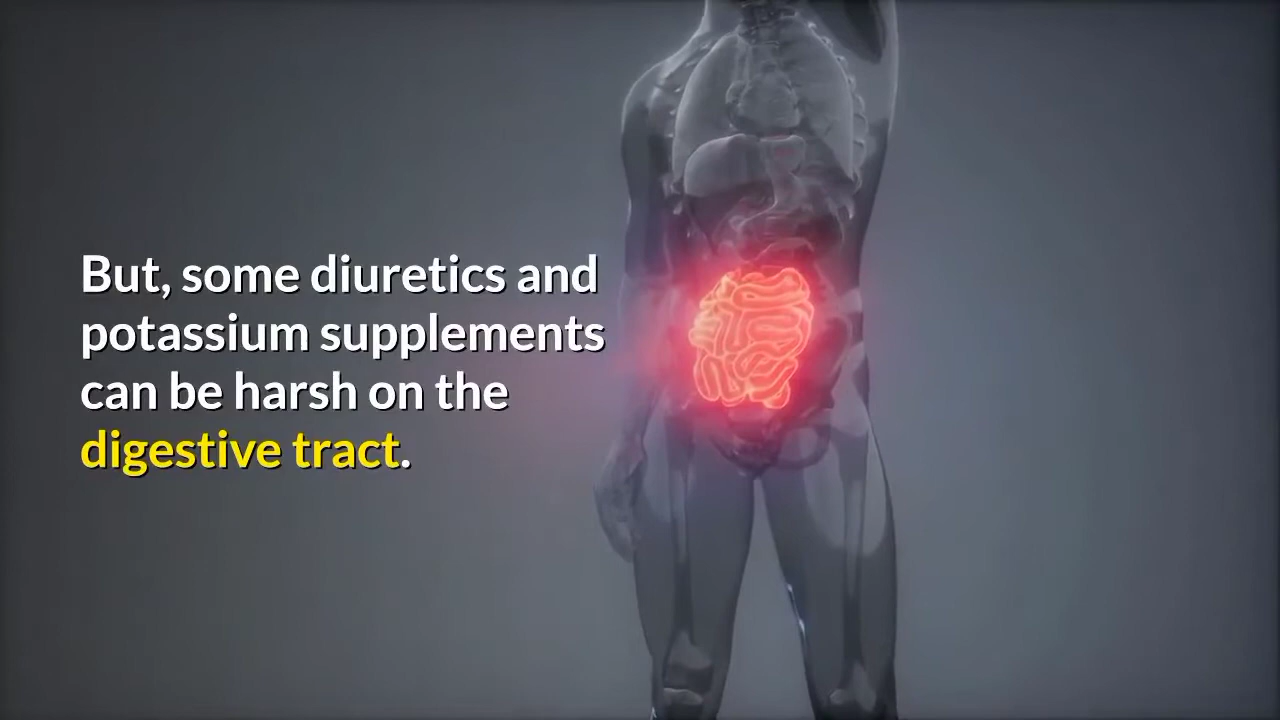 But, some diuretics and
potassium supplements
can be harsh on the
digestive tract.